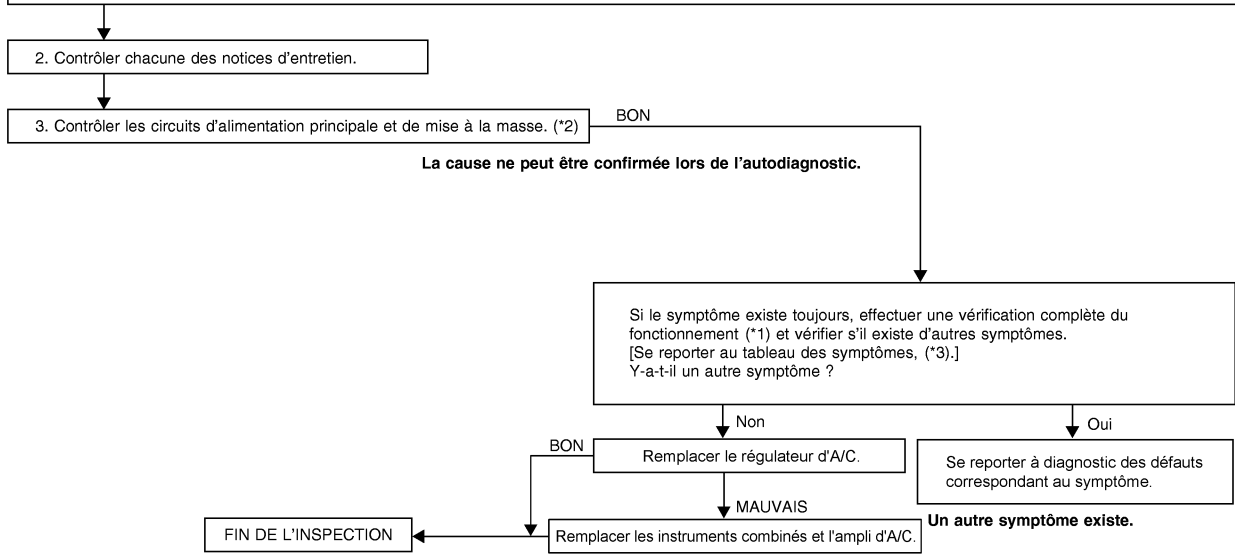 2. Contrôler chacune des notices d'entretien.
3. Contrôler les circuits d'alimentation principale et de mise à la masse. (*2)
BON
La cause ne peut être confirmée lors de l'autodiagnostic.
Si le symptôme existe toujours, effectuer une vérification complète du
fonctionnement (*1) et vérifier s'il existe d'autres symptômes.
[Se reporter au tableau des symptômes, (*3).]
Y-a-t-il un autre symptôme ?
Non
Oui
BON
Remplacer le régulateur d'A/C.
Se reporter à diagnostic des défauts
correspondant au symptôme.
MAUVAIS
Un autre symptôme existe.
FIN DE L'INSPECTION
Remplacer les instruments combinés et l'ampli d'A/C.